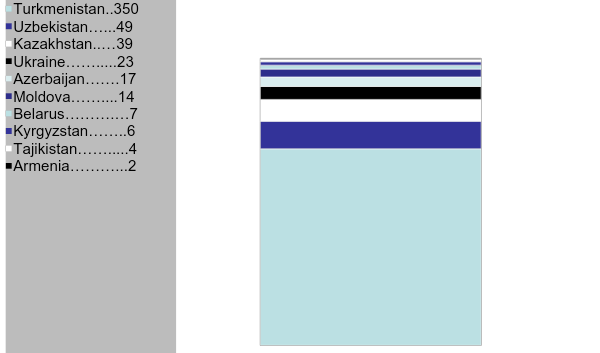 Turkmenistan..350
Uzbekistan…...49
Kazakhstan..…39
Ukraine…….....23
Azerbaijan…….17
Moldova……....14
Belarus……….…7
Kyrgyzstan……..6
Tajikistan……....4
Armenia………...2